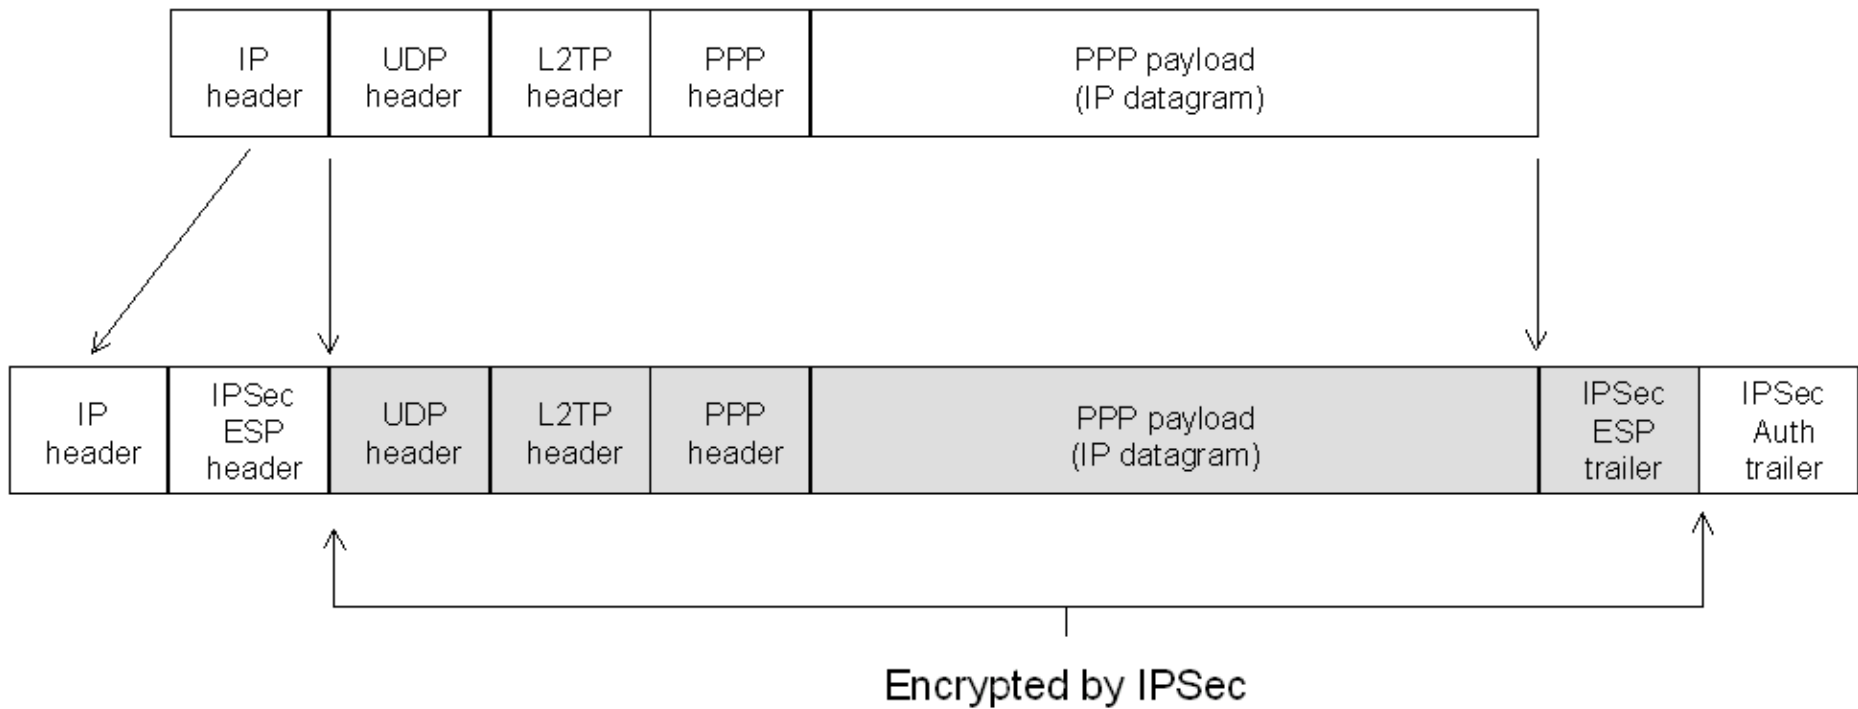 IP
header
UDP
header
L2TP
header
PPP
header
PPP payload
(IP datagram)
IP
header
IPSec
ESP
header
UDP
header
L2TP
header
PPP
header
PPP payload
(IP datagram)
IPSec
ESP
trailer
IPSec
Auth
trailer
Encrypted by IPSec